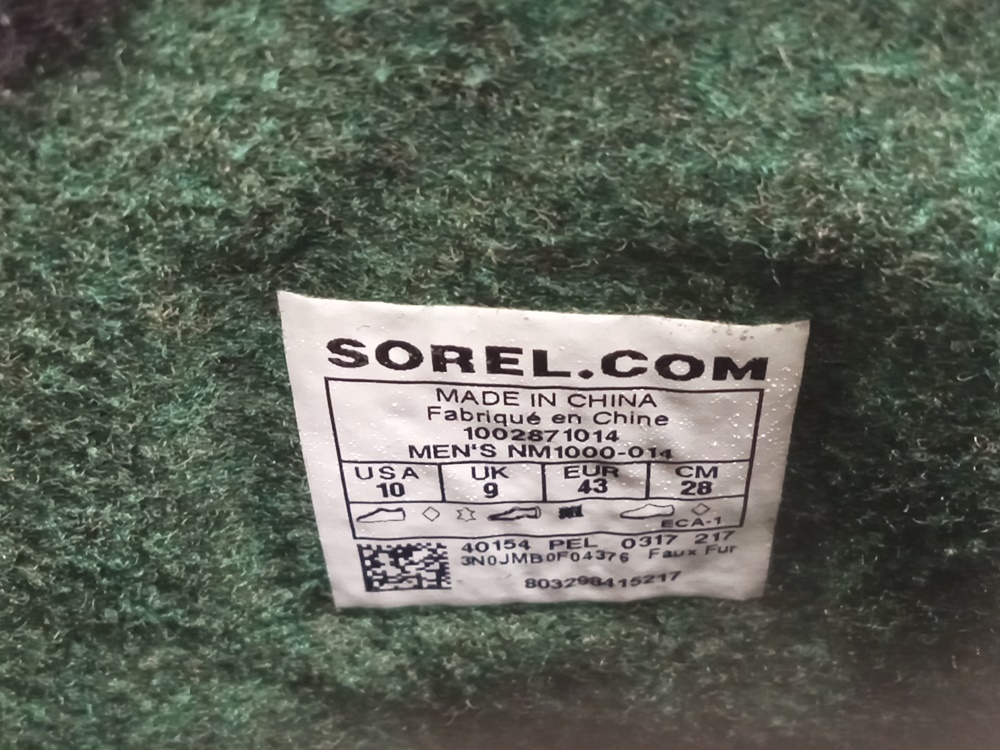 SOREL.COM
MADE IN CHINA
Fabriqué en Chine
1002871014
MEN'S NM1000-014
USA UK EUR CM
10 9 43 28
ECA-1
40154 PEL 0317 217
3N0JMB0F04376 Faux Fur
803298415217